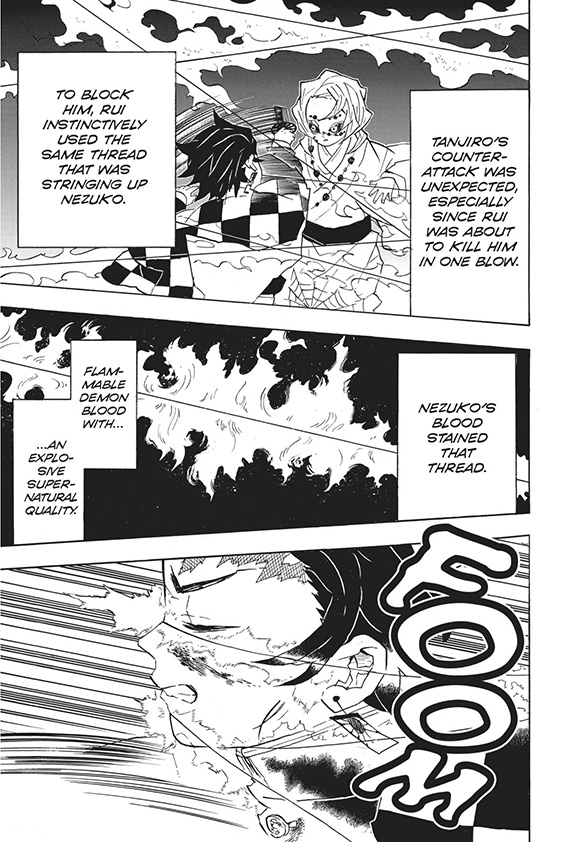 TANJIRO'S
COUNTER-
ATTACK WAS
UNEXPECTED,
ESPECIALLY
SINCE RUI
WAS ABOUT
TO KILL HIM
IN ONE BLOW.
TO BLOCK
HIM, RUI
INSTINCTIVELY
USED THE
SAME THREAD
THAT WAS
STRINGING UP
NEZUKO.
NEZUKO'S
BLOOD
STAINED
THAT
THREAD.
FLAM-
MABLE
DEMON
BLOOD
WITH...
...AN
EXPLO-
SIVE
SUPER-
NATURAL
QUALITY.
FOOM